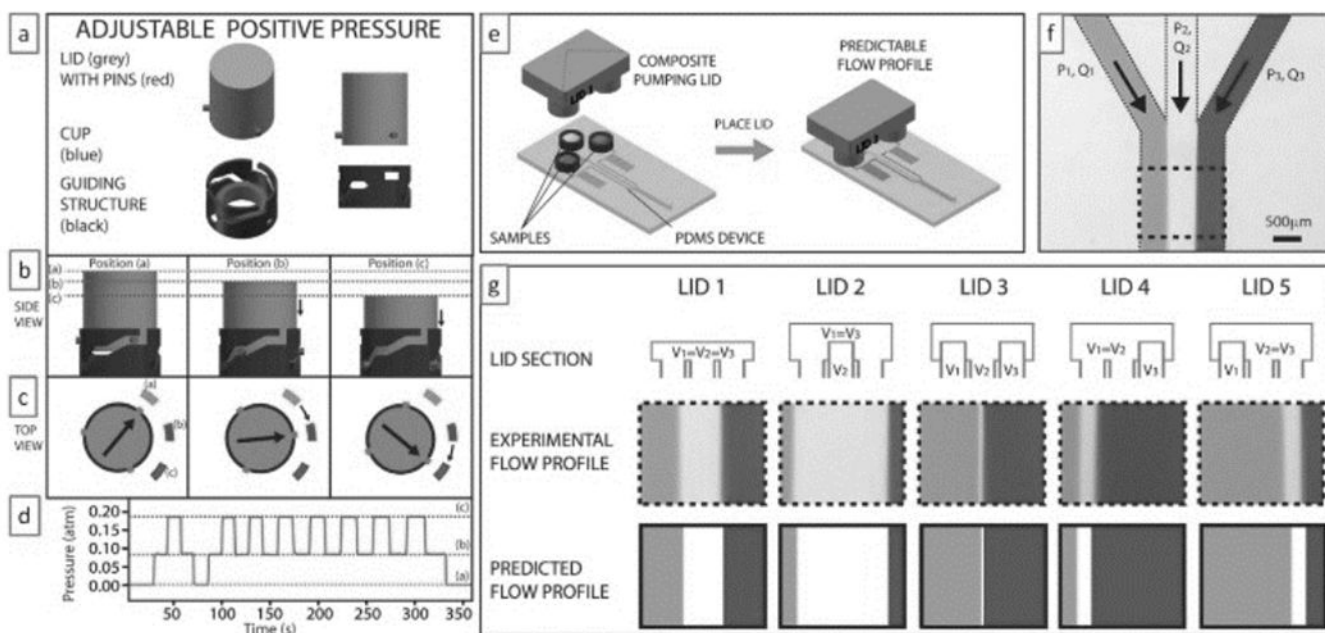 a
ADJUSTABLE POSITIVE PRESSURE
LID (grey)
WITH PINS (red)
CUP
(blue)
GUIDING
STRUCTURE
(black)
b
SIDE
VIEW
Position (a)
Position (b)
Position (c)
(a)
(b)
(c)
c
TOP
VIEW
(a)
(b)
(c)
d
Pressure (atm)
0.20
0.15
0.10
0.05
0.00
(c)
(b)
(a)
50 100 150 200 250 300 350
Time (s)
e
COMPOSITE
PUMPING LID
LID 1
PLACE LID
PREDICTABLE
FLOW PROFILE
LID 1
SAMPLES
PDMS DEVICE
f
P1, Q1
P2,
Q2
P3, Q3
500μm
g
LID 1 LID 2 LID 3 LID 4 LID 5
LID SECTION
V1=V2=V3
V1=V3
V2
V1 V2 V3
V1=V2
V3
V2=V3
V1
EXPERIMENTAL
FLOW PROFILE
PREDICTED
FLOW PROFILE